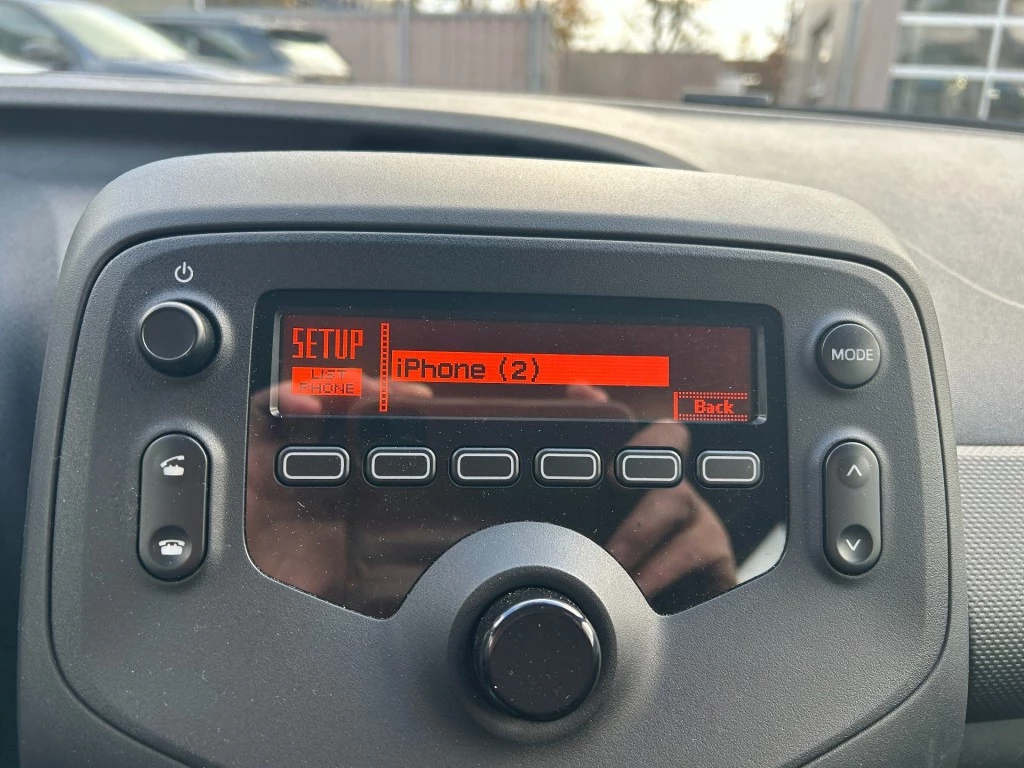 SETUP
LIST
PHONE
iPhone (2)
Back
MODE